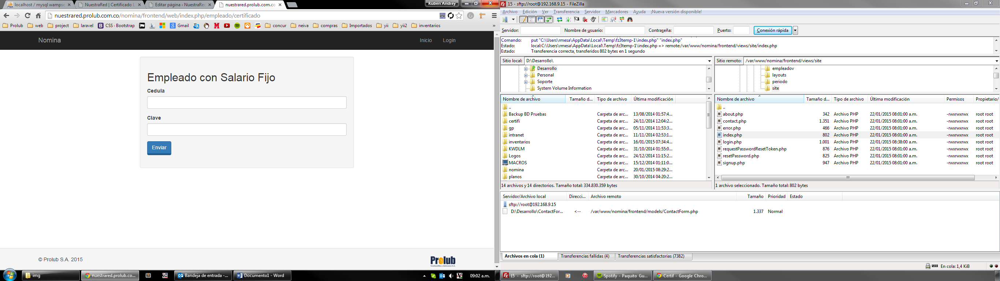 localhost / mysql wampse
NuestraRed | Certificado L
Editar página ‹ NuestraRed
nuestrared.prolub.com.co
Ruben Andrey
nuestrared.prolub.com.co/nomina/frontend/web/index.php/empleado/certificado
Prolub web project laravel CSS · Bootstrap Gmail concur neiva compras Importados yii yii2 inventarios »
Nomina Inicio Login
Empleado con Salario Fijo
Cedula
Clave
Enviar
© Prolub S.A. 2015
Prolub
img
nuestrared.prolub.co...
Bandeja de entrada -...
Documento1 - Word
09:02 a.m.
15 - sftp://root@192.168.9.15 - FileZilla
Archivo Edición Ver Transferencia Servidor Marcadores Ayuda ¡Nueva versión disponible!
Servidor: Nombre de usuario: Contraseña: Puerto: Conexión rápida
Comando: put "C:\Users\rmesa\AppData\Local\Temp\fz3temp-1\index.php" "index.php"
Estado: local:C:\Users\rmesa\AppData\Local\Temp\fz3temp-1\index.php => remote:/var/www/nomina/frontend/views/site/index.php
Estado: Transferencia correcta, transferidos 802 bytes en 1 segundo
Sitio local: D:\Desarrollo\
Desarrollo
Personal
Soporte
System Volume Information
Nombre de archivo Tamaño d... Tipo de archivo Última modificación
..
Backup BD Pruebas Carpeta de arc... 13/08/2014 01:57:4...
certifi Carpeta de arc... 24/11/2014 12:04:2...
gp Carpeta de arc... 05/11/2014 11:53:3...
intranet Carpeta de arc... 11/11/2014 02:53:1...
inventarios Carpeta de arc... 16/01/2015 07:34:4...
KWDLM Carpeta de arc... 31/10/2014 01:55:0...
Logos Carpeta de arc... 24/12/2014 11:15:2...
MACROS Carpeta de arc... 15/12/2014 01:11:0...
nomina Carpeta de arc... 20/01/2015 08:29:2...
planos Carpeta de arc... 30/10/2014 04:20:2...
14 archivos y 14 directorios. Tamaño total: 334.830.359 bytes
Sitio remoto: /var/www/nomina/frontend/views/site
empleadov
layouts
periodo
site
Nombre de archivo Tamaño d... Tipo de archivo Última modificación Permisos Propietario/
..
about.php 342 Archivo PHP 22/01/2015 08:01:00 a.m. -rwxrwxrwx root root
contact.php 1.351 Archivo PHP 22/01/2015 08:01:00 a.m. -rwxrwxrwx root root
error.php 466 Archivo PHP 22/01/2015 08:01:00 a.m. -rwxrwxrwx root root
index.php 802 Archivo PHP 22/01/2015 08:01:00 a.m. -rwxrwxrwx root root
login.php 1.001 Archivo PHP 22/01/2015 08:38:00 a.m. -rwxrwxrwx root root
requestPasswordResetToken.php 876 Archivo PHP 22/01/2015 08:01:00 a.m. -rwxrwxrwx root root
resetPassword.php 825 Archivo PHP 22/01/2015 08:01:00 a.m. -rwxrwxrwx root root
signup.php 947 Archivo PHP 22/01/2015 08:01:00 a.m. -rwxrwxrwx root root
1 archivo seleccionado. Tamaño total: 802 bytes
Servidor/Archivo local Direcci... Archivo remoto Tamaño Prioridad Estado
sftp://root@192.168.9.15
D:\Desarrollo\ContactFor... <-- /var/www/nomina/frontend/models/ContactForm.php 1.337 Normal
Archivos en cola (1) Transferencias fallidas (4) Transferencias satisfactorias (7382)
En cola: 1,4 KiB
15 - sftp://root@192...
Spotify - Paquito Gu...
Certif - Google Chro...